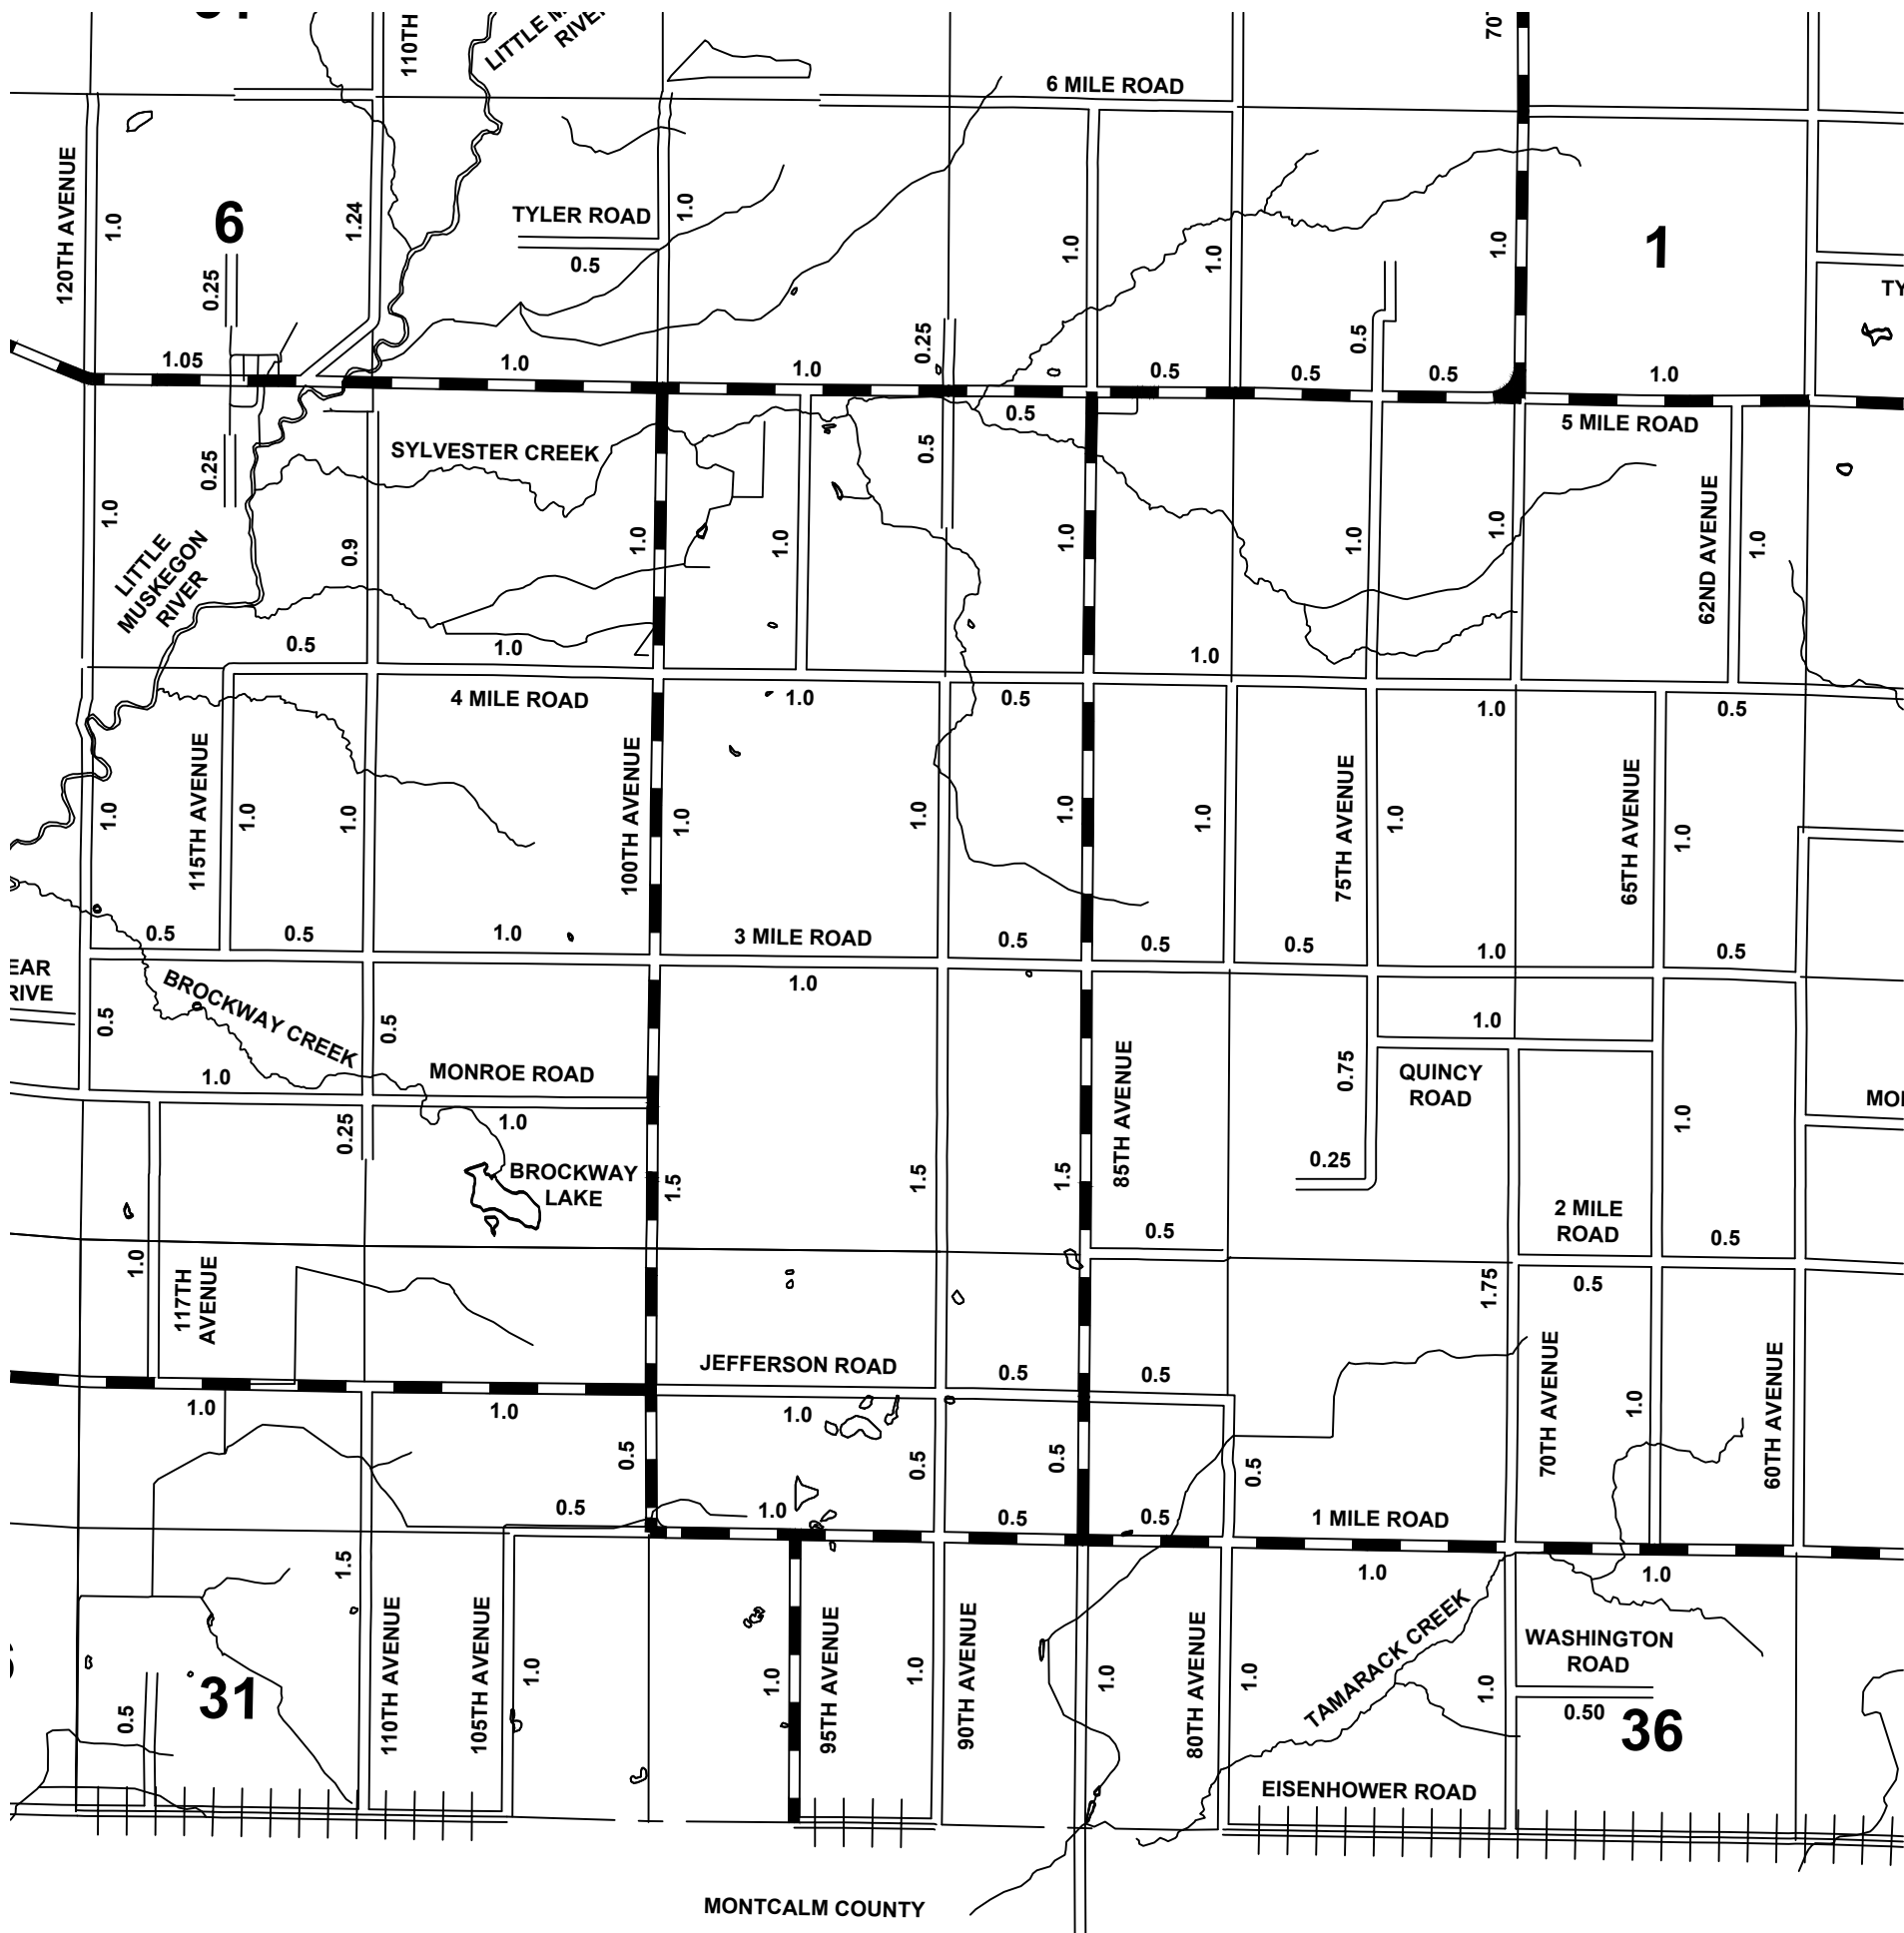 110TH
LITTLE
RIVER
70
6 MILE ROAD
120TH AVENUE
1.0
6
1.24
TYLER ROAD
1.0
0.5
1.0
1.0
1.0
1
TY
0.25
0.25
0.5
1.05
1.0
1.0
0.5
0.5
0.5
1.0
0.5
5 MILE ROAD
SYLVESTER CREEK
0.25
0.5
1.0
0.9
1.0
1.0
1.0
1.0
1.0
62ND AVENUE
1.0
LITTLE
MUSKEGON
RIVER
0.5
1.0
1.0
4 MILE ROAD
1.0
0.5
1.0
0.5
1.0
115TH AVENUE
1.0
1.0
100TH AVENUE
1.0
1.0
1.0
1.0
75TH AVENUE
1.0
65TH AVENUE
1.0
0.5
0.5
1.0
3 MILE ROAD
0.5
0.5
0.5
1.0
0.5
EAR
RIVE
BROCKWAY CREEK
1.0
0.5
0.5
1.0
MONROE ROAD
1.0
1.0
QUINCY
ROAD
0.75
85TH AVENUE
MO
0.25
1.0
BROCKWAY
LAKE
1.5
1.5
1.5
0.25
2 MILE
ROAD
0.5
0.5
1.0
117TH
AVENUE
1.75
0.5
JEFFERSON ROAD
0.5
0.5
1.0
1.0
1.0
70TH AVENUE
1.0
60TH AVENUE
0.5
0.5
0.5
0.5
0.5
1.0
0.5
0.5
1 MILE ROAD
1.5
1.0
1.0
110TH AVENUE
105TH AVENUE
1.0
1.0
95TH AVENUE
1.0
90TH AVENUE
1.0
80TH AVENUE
1.0
TAMARACK CREEK
1.0
WASHINGTON
ROAD
0.50
36
31
0.5
EISENHOWER ROAD
MONTCALM COUNTY